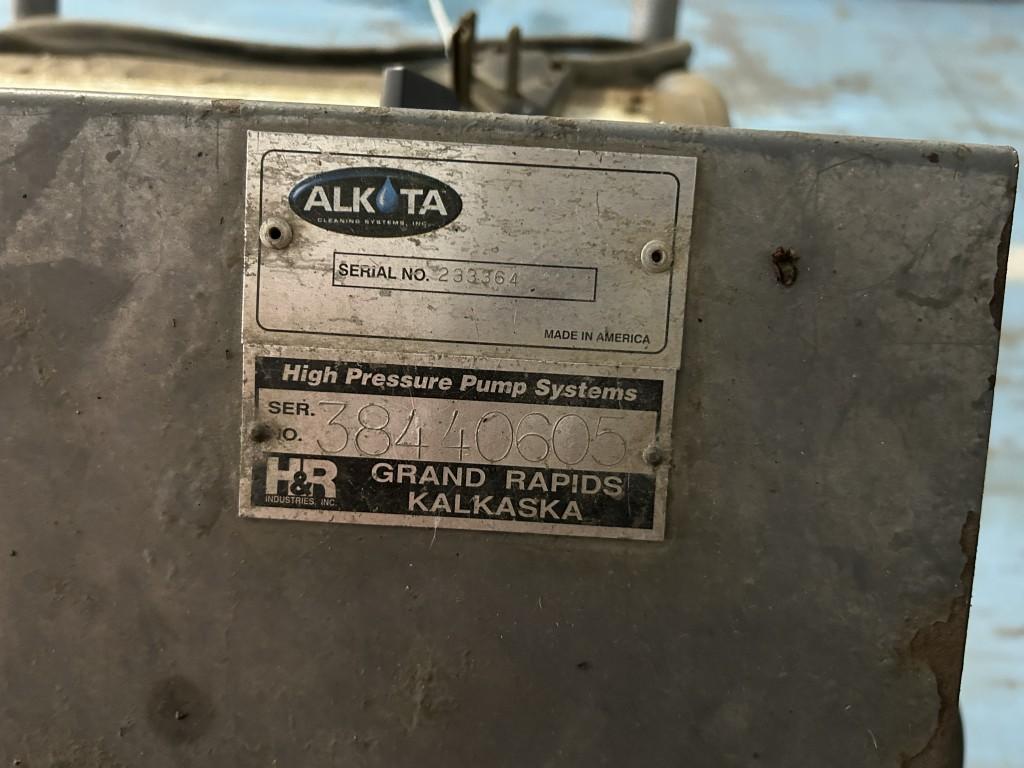 ALKOTA
CLEANING SYSTEMS, INC.
SERIAL NO. 233364
MADE IN AMERICA
High Pressure Pump Systems
SER. 38440605
NO.
H&R GRAND RAPIDS
INDUSTRIES, INC. KALKASKA